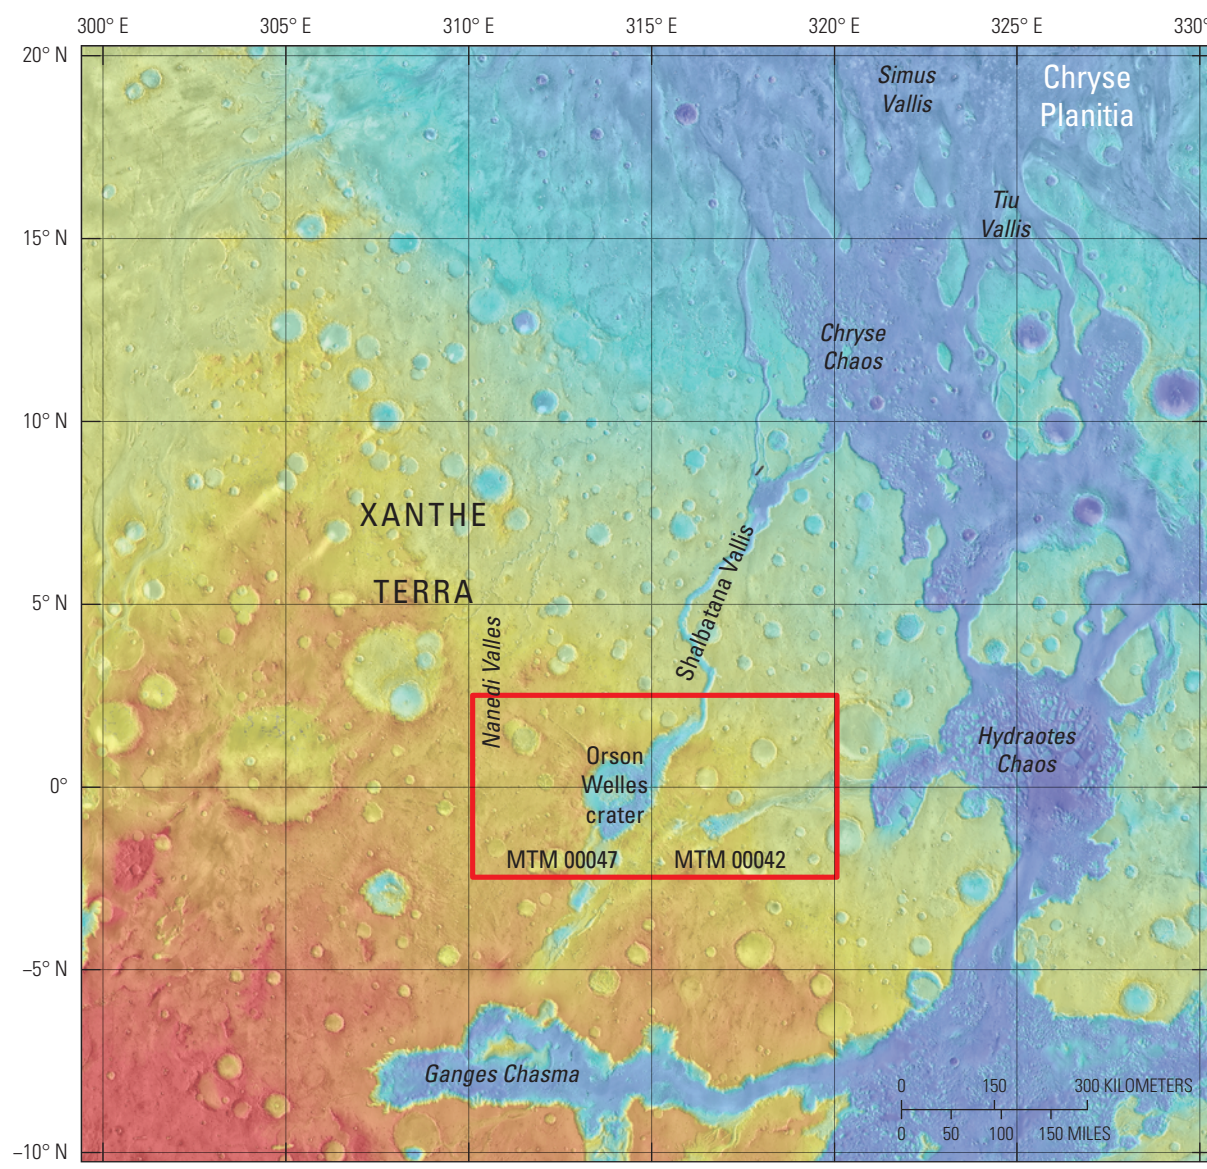 300° E
305° E
310° E
315° E
320° E
325° E
330°
20° N
15° N
10° N
5° N
0°
–5° N
–10° N
Simus
Vallis
Chryse
Planitia
Tiu
Vallis
Chryse
Chaos
XANTHE
TERRA
Shalbatana Vallis
Nanedi Valles
Orson
Welles
crater
Hydraotes
Chaos
MTM 00047
MTM 00042
Ganges Chasma
0 150 300 KILOMETERS
0 50 100 150 MILES